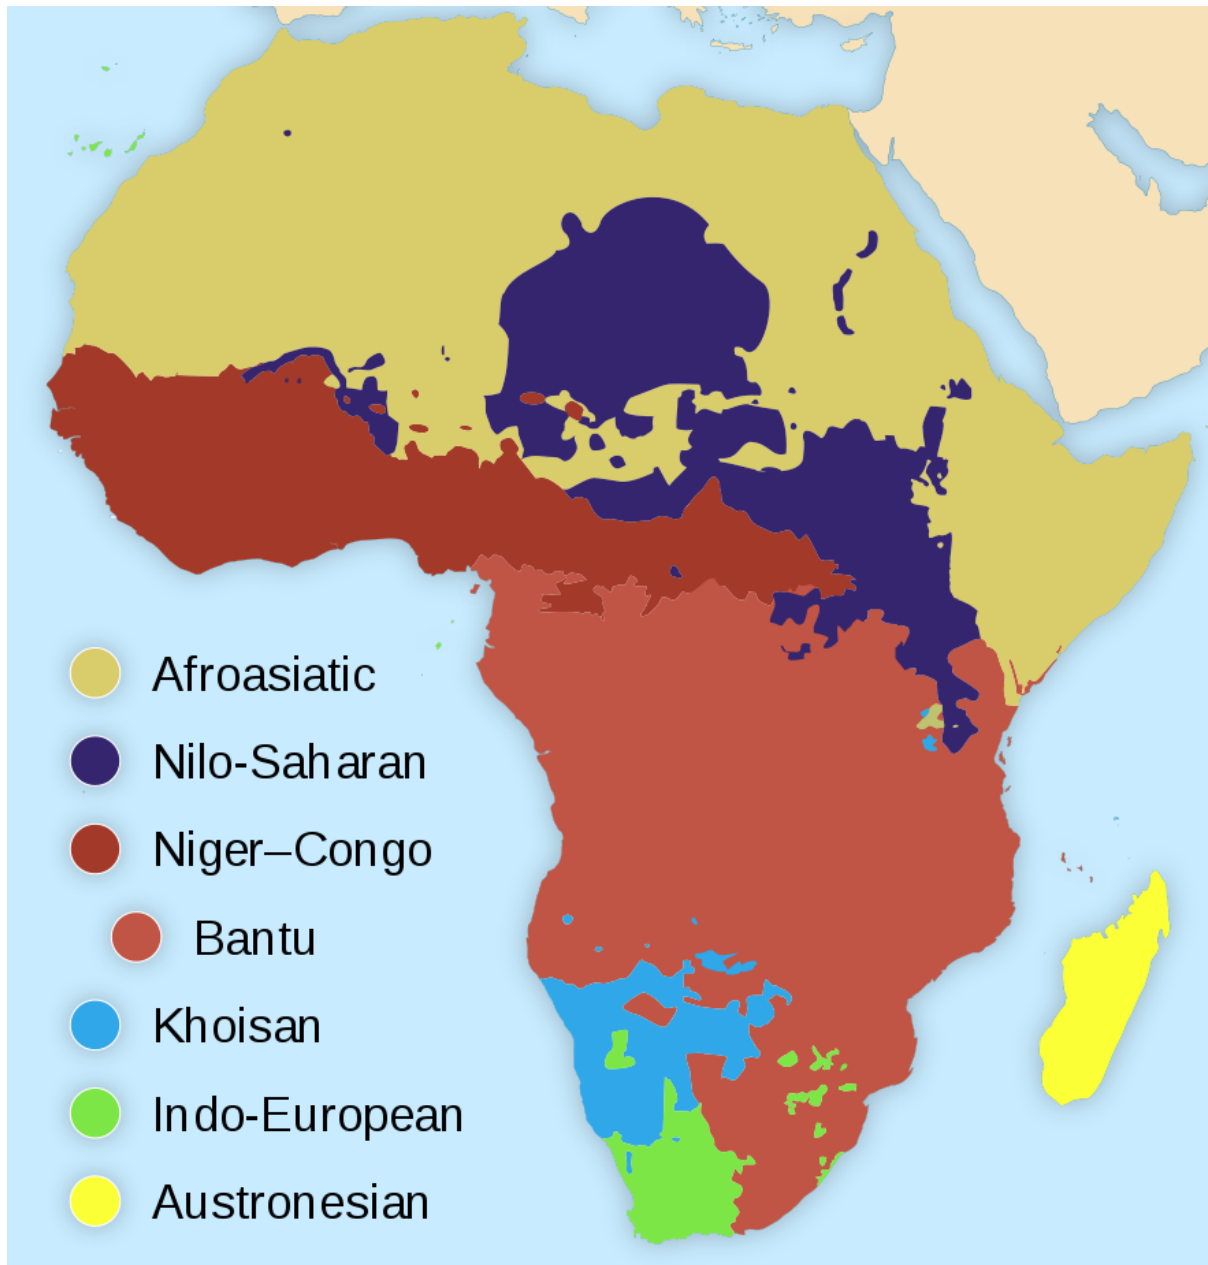 Afroasiatic
Nilo-Saharan
Niger–Congo
Bantu
Khoisan
Indo-European
Austronesian